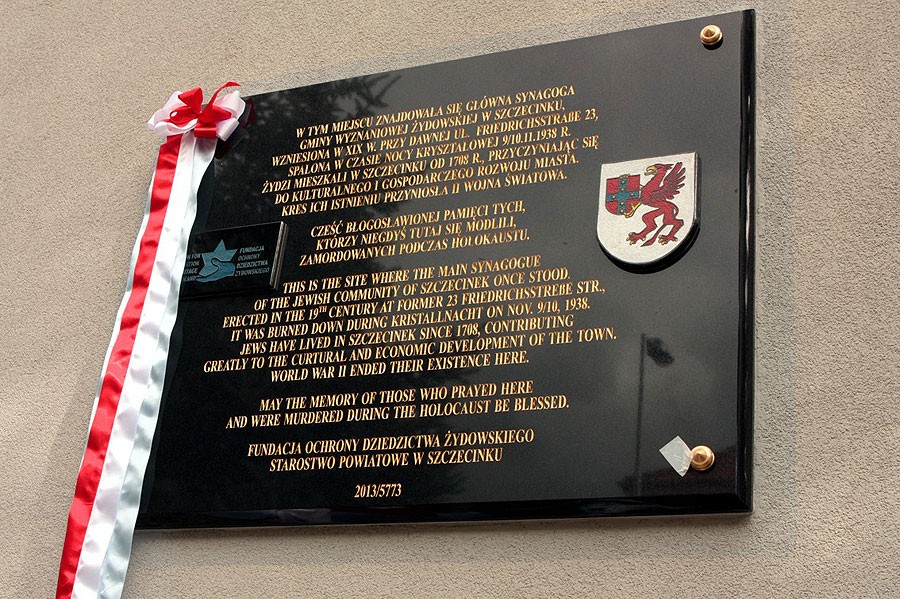 W TYM MIEJSCU ZNAJDOWAŁA SIĘ GŁÓWNA SYNAGOGA
GMINY WYZNANIOWEJ ŻYDOWSKIEJ W SZCZECINKU,
WZNIESIONA W XIX W. PRZY DAWNEJ UL. FRIEDRICHSTRAßE 23,
SPALONA W CZASIE NOCY KRYSZTAŁOWEJ 9/10.11.1938 R.
ŻYDZI MIESZKALI W SZCZECINKU OD 1708 R., PRZYCZYNIAJĄC SIĘ
DO KULTURALNEGO I GOSPODARCZEGO ROZWOJU MIASTA.
KRES ICH ISTNIENIU PRZYNIOSŁA II WOJNA ŚWIATOWA.
CZEŚĆ BŁOGOSŁAWIONEJ PAMIĘCI TYCH,
KTÓRZY NIEGDYŚ TUTAJ SIĘ MODLILI,
ZAMORDOWANYCH PODCZAS HOLOKAUSTU.
THIS IS THE SITE WHERE THE MAIN SYNAGOGUE
OF THE JEWISH COMMUNITY OF SZCZECINEK ONCE STOOD.
ERECTED IN THE 19TH CENTURY AT FORMER 23 FRIEDRICHSTREBE STR.,
IT WAS BURNED DOWN DURING KRISTALLNACHT ON NOV. 9/10, 1938.
JEWS HAVE LIVED IN SZCZECINEK SINCE 1708, CONTRIBUTING
GREATLY TO THE CURTURAL AND ECONOMIC DEVELOPMENT OF THE TOWN.
WORLD WAR II ENDED THEIR EXISTENCE HERE.
MAY THE MEMORY OF THOSE WHO PRAYED HERE
AND WERE MURDERED DURING THE HOLOCAUST BE BLESSED.
FUNDACJA OCHRONY DZIEDZICTWA ŻYDOWSKIEGO
STAROSTWO POWIATOWE W SZCZECINKU
2013/5773
FUNDACJA
OCHRONY
DZIEDZICTWA
ŻYDOWSKIEGO